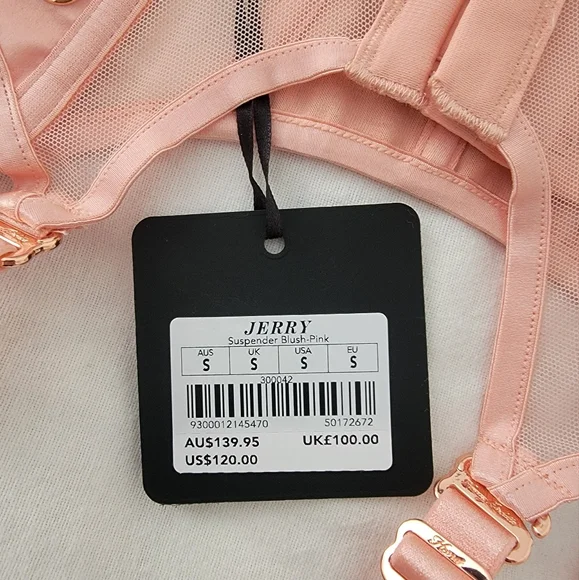 JERRY
Suspender Blush-Pink
AUS UK USA EU
S S S S
300042
9300012145470 S0172672
AU$139.95 UK£100.00
US$120.00